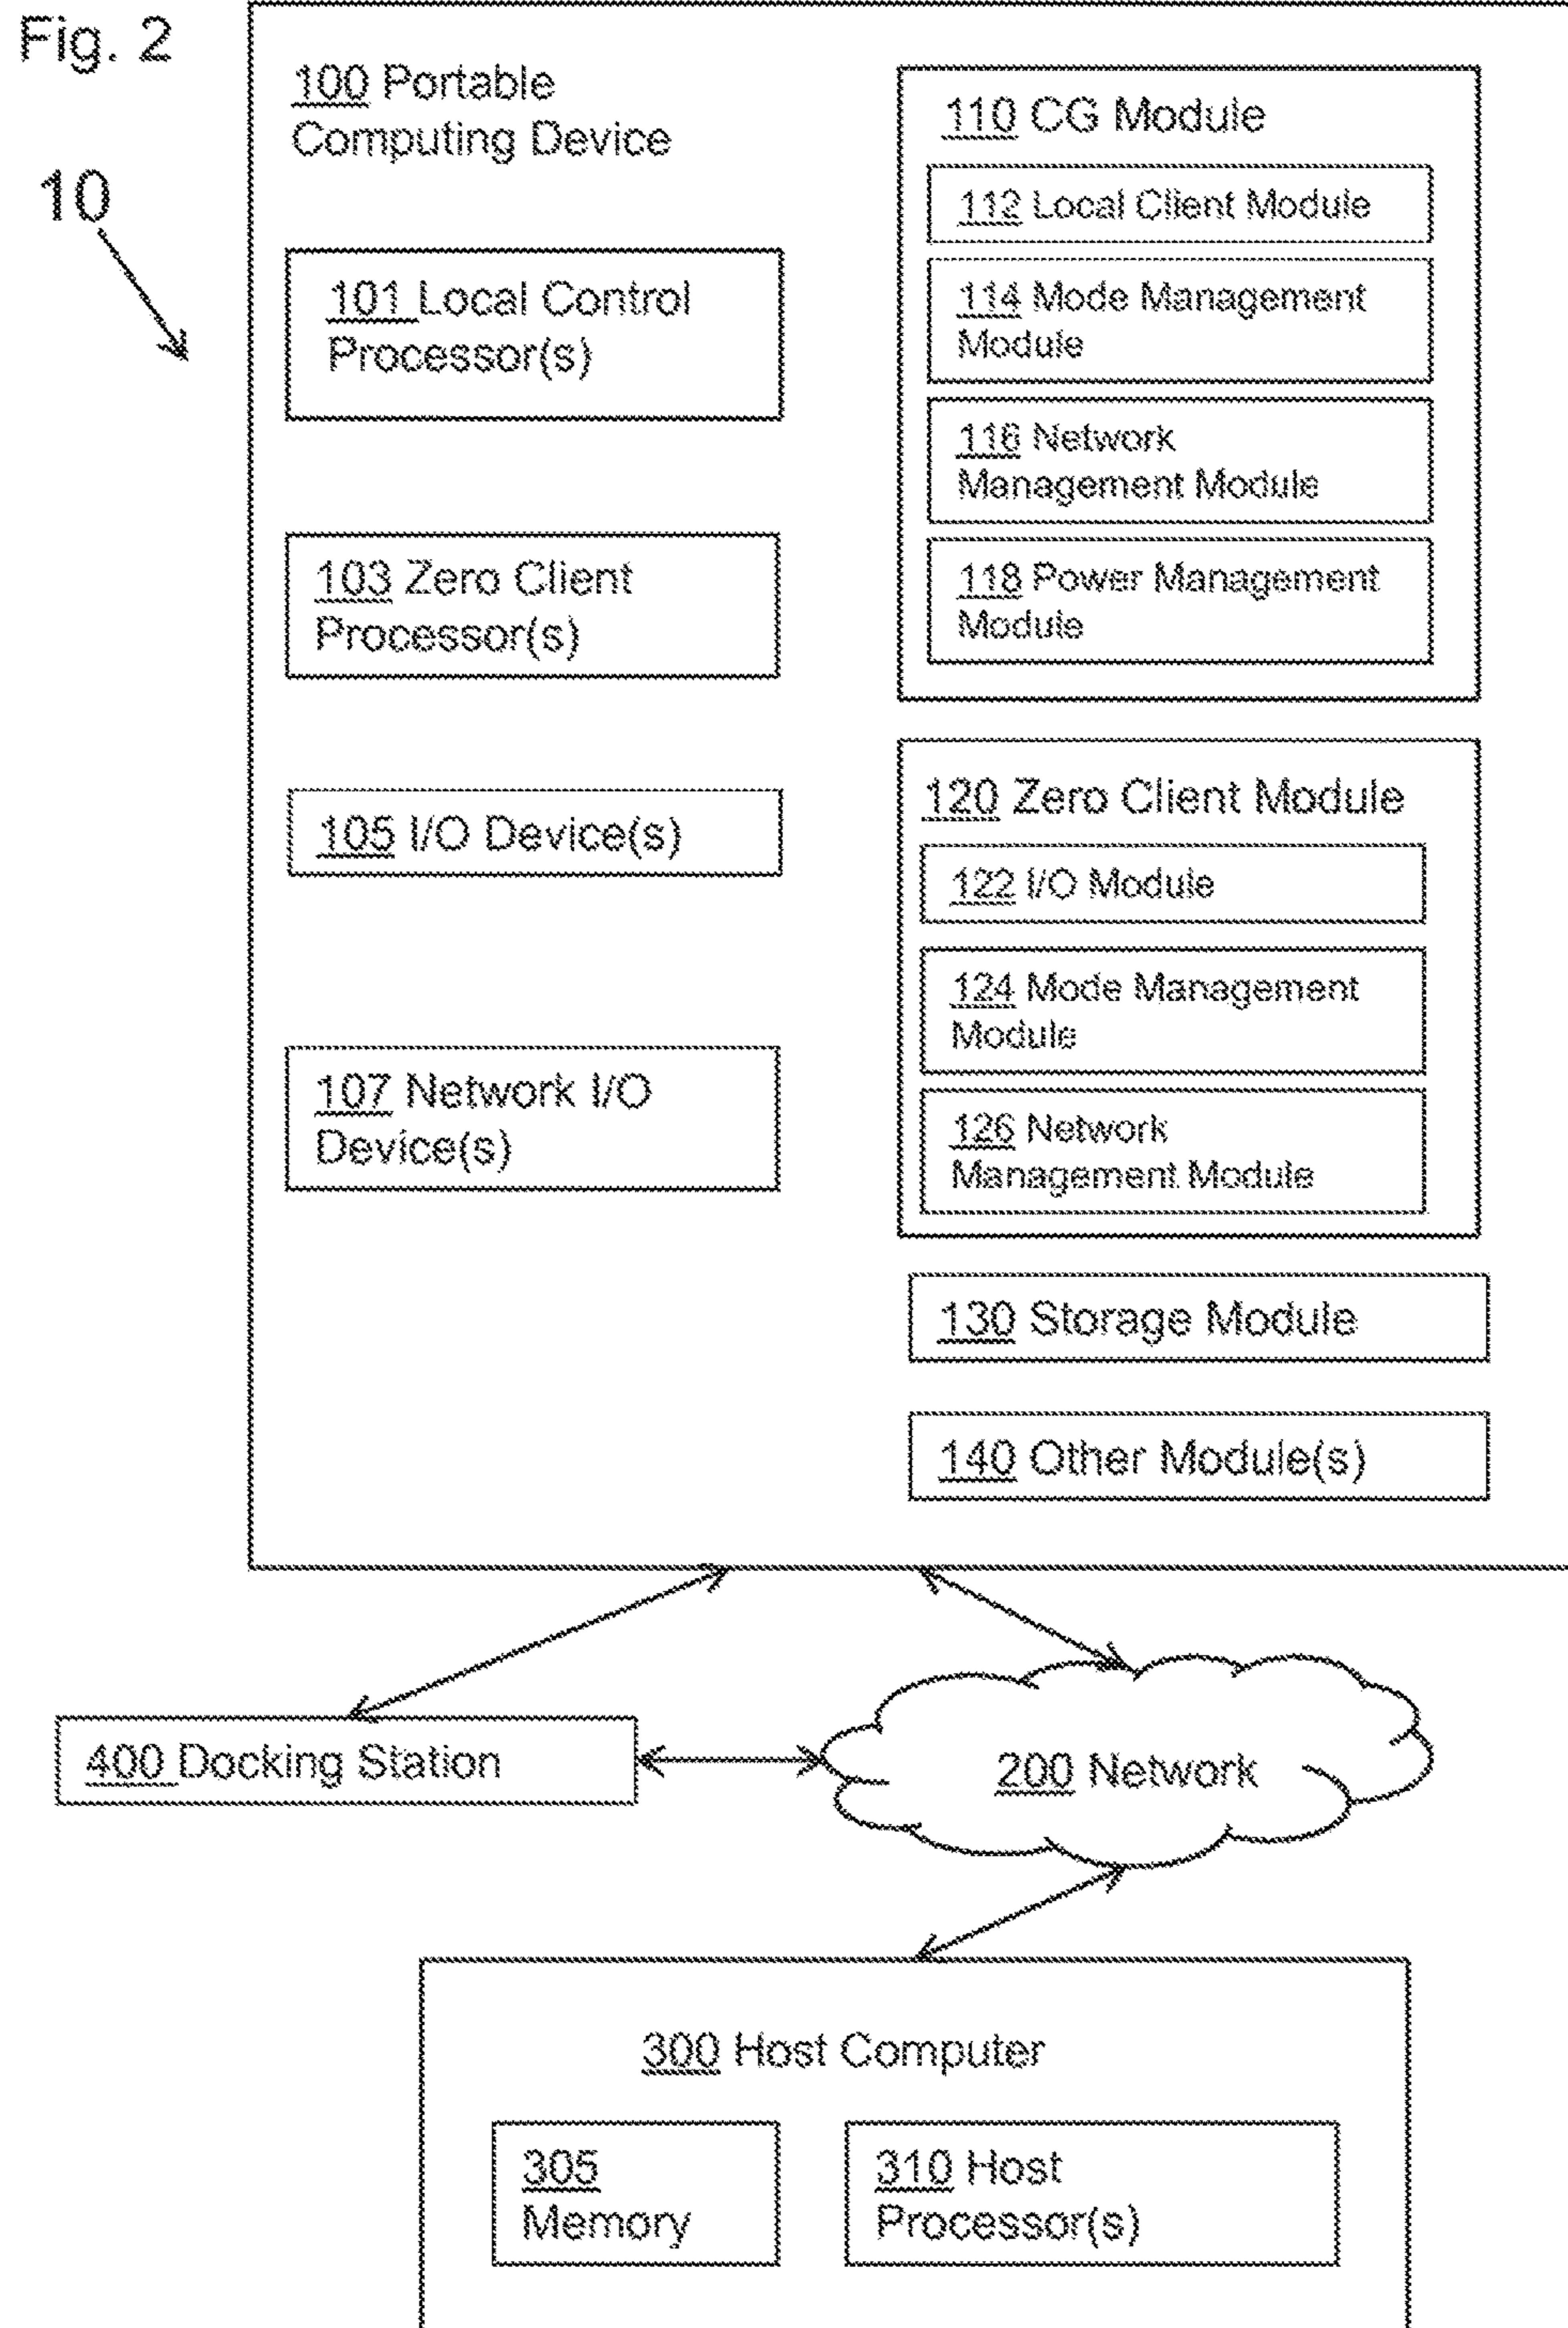 Fig. 2
10
100 Portable
Computing Device
101 Local Control
Processor(s)
103 Zero Client
Processor(s)
105 I/O Device(s)
107 Network I/O
Device(s)
110 CG Module
112 Local Client Module
114 Mode Management
Module
116 Network
Management Module
118 Power Management
Module
120 Zero Client Module
122 I/O Module
124 Mode Management
Module
126 Network
Management Module
130 Storage Module
140 Other Module(s)
400 Docking Station
200 Network
300 Host Computer
305
Memory
310 Host
Processor(s)